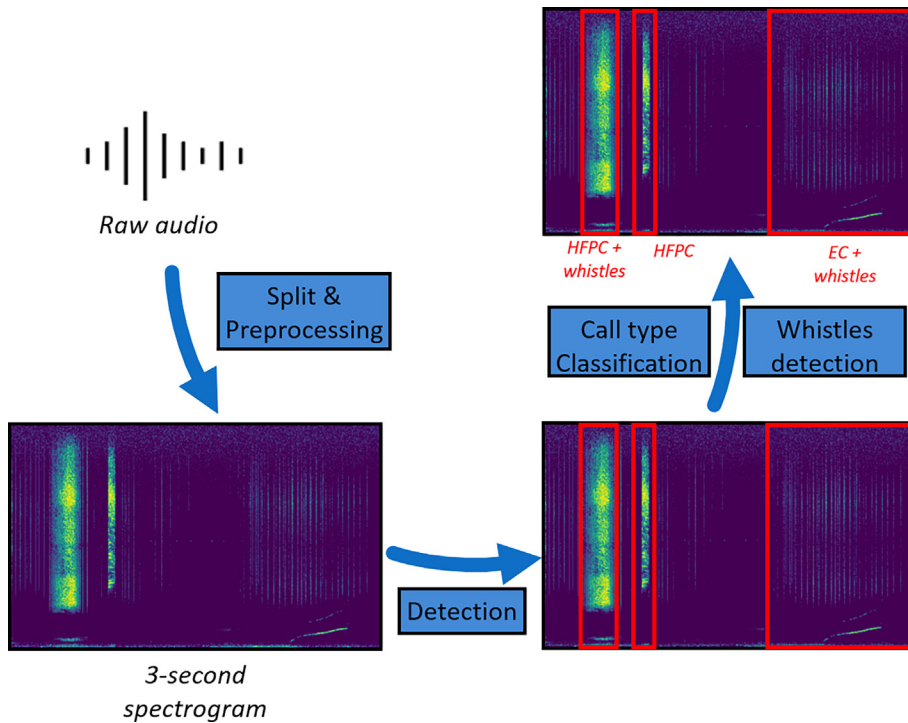 Raw audio
Split &
Preprocessing
3-second
spectrogram
Detection
Call type
Classification
Whistles
detection
HFPC +
whistles
HFPC
EC +
whistles